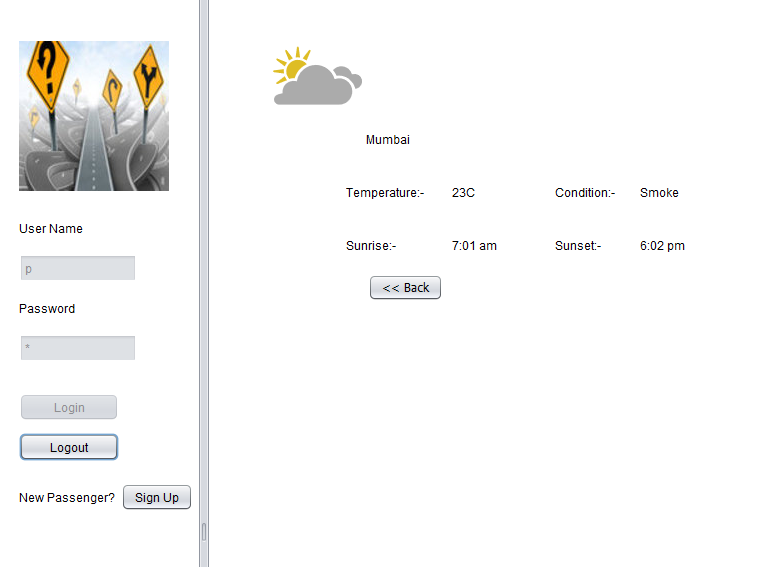 User Name
p
Password
*
Login
Logout
New Passenger? Sign Up
Mumbai
Temperature:- 23C Condition:- Smoke
Sunrise:- 7:01 am Sunset:- 6:02 pm
<< Back